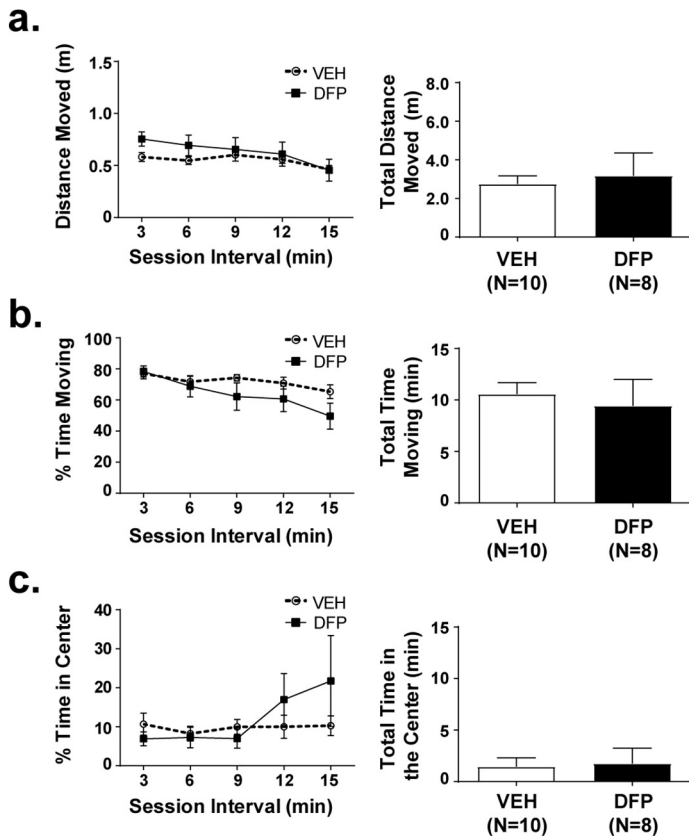 a.
Distance Moved (m)
1.5
1.0
0.5
0
VEH
DFP
3 6 9 12 15
Session Interval (min)
Total Distance
Moved (m)
8.0
6.0
4.0
2.0
0
VEH DFP
(N=10) (N=8)
b.
% Time Moving
100
80
60
40
20
0
VEH
DFP
3 6 9 12 15
Session Interval (min)
Total Time
Moving (min)
15
10
5
0
VEH DFP
(N=10) (N=8)
c.
% Time in Center
40
30
20
10
0
VEH
DFP
3 6 9 12 15
Session Interval (min)
Total Time in
the Center (min)
15
10
5
0
VEH DFP
(N=10) (N=8)